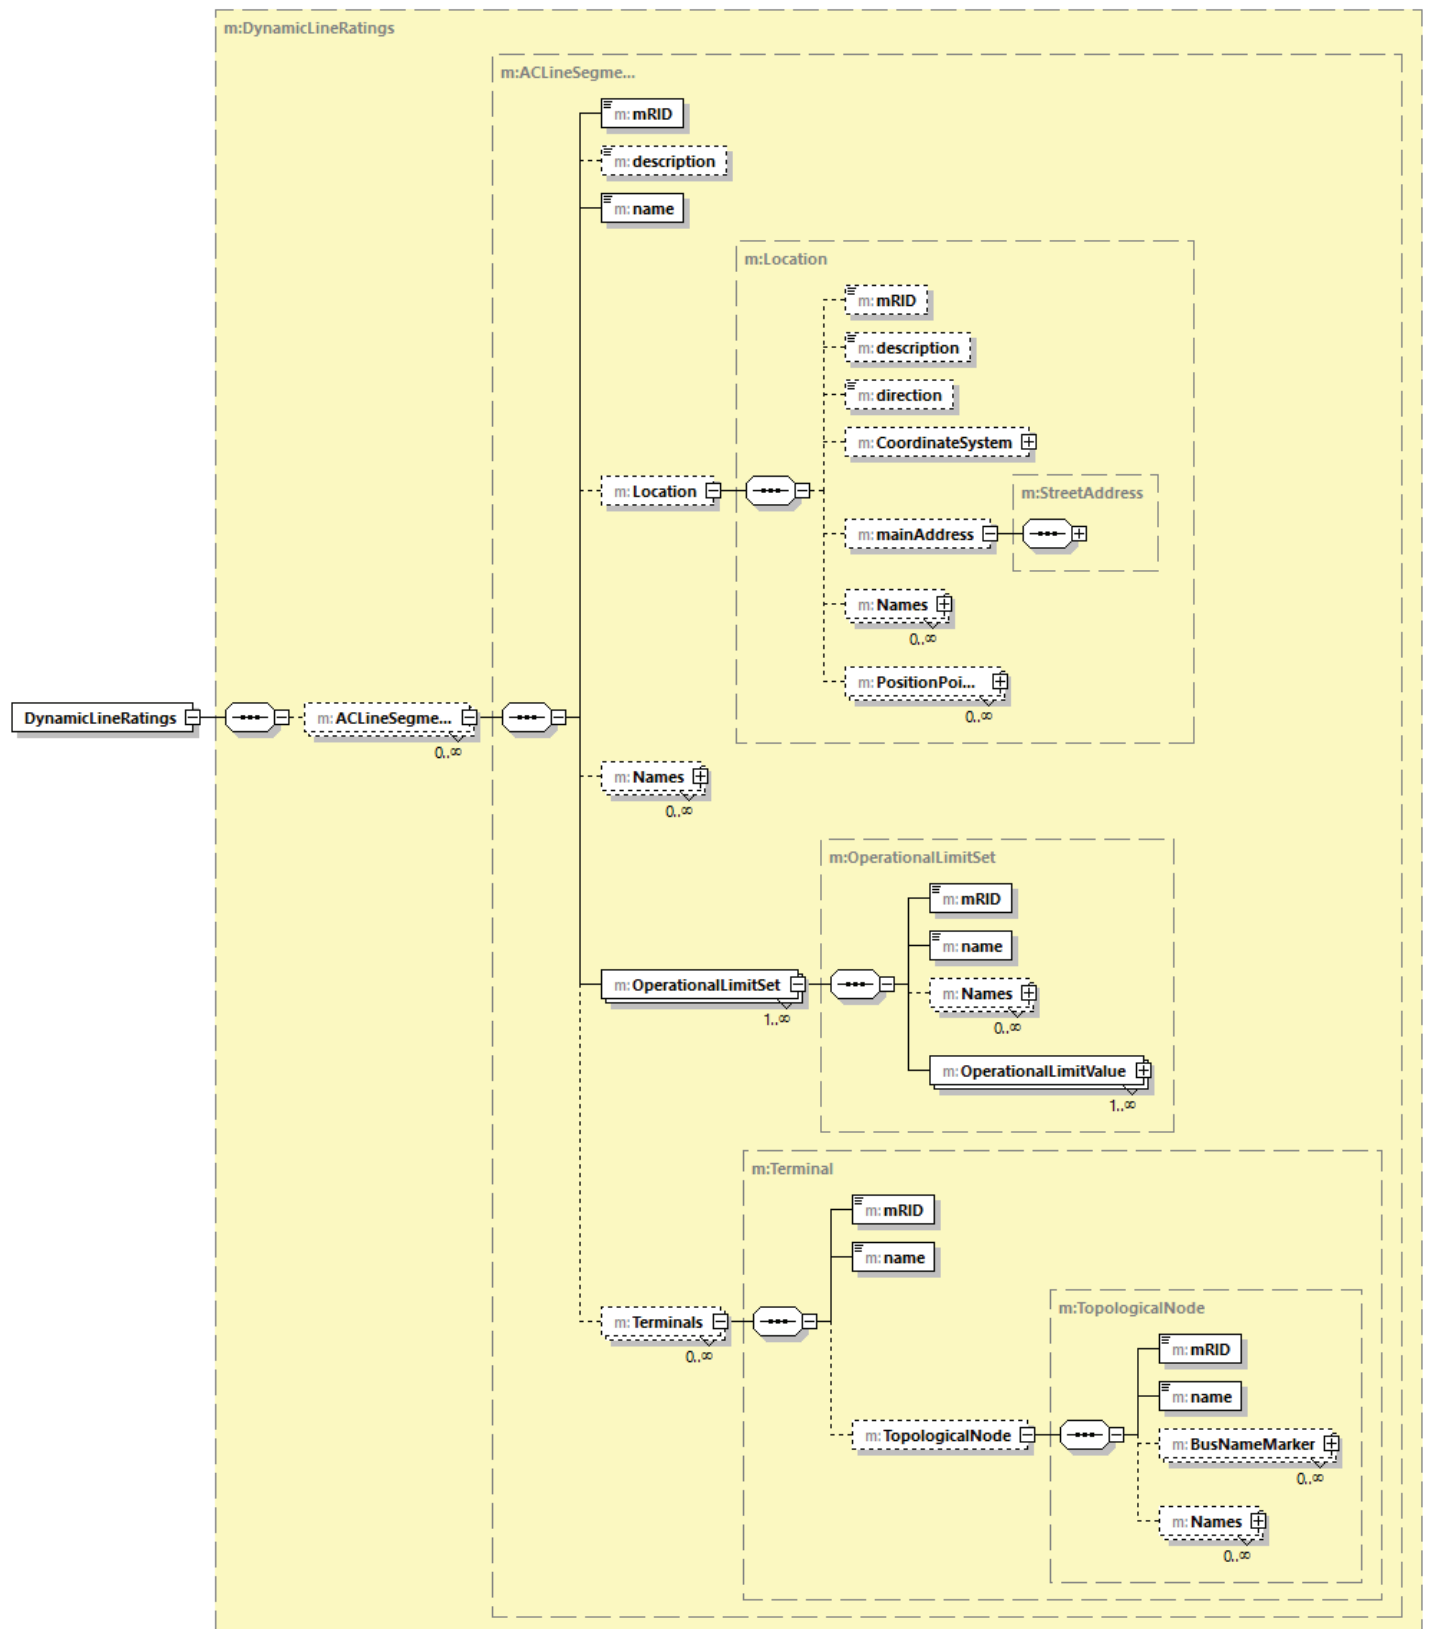 m:DynamicLineRatings
m:ACLineSegme...
m: mRID
m: description
m: name
m:Location
m: mRID
m: description
m: direction
m: CoordinateSystem
m: Location
m:StreetAddress
m: mainAddress
m: Names
0..∞
m: PositionPoi...
0..∞
DynamicLineRatings
m: ACLineSegme...
0..∞
m: Names
0..∞
m:OperationalLimitSet
m: mRID
m: name
m: OperationalLimitSet
1..∞
m: Names
0..∞
m: OperationalLimitValue
1..∞
m:Terminal
m: mRID
m: name
m:TopologicalNode
m: Terminals
0..∞
m: mRID
m: name
m: TopologicalNode
m: BusNameMarker
0..∞
m: Names
0..∞